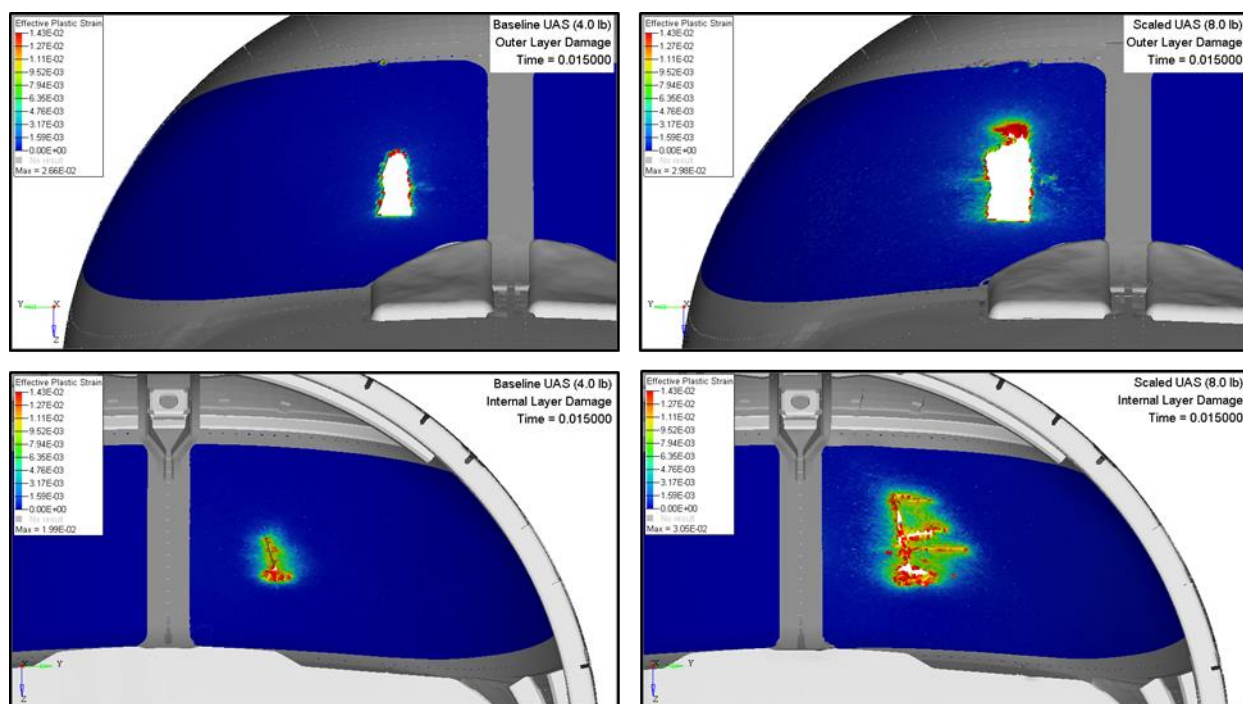 Effective Plastic Strain
1.43E-02
1.27E-02
1.11E-02
9.52E-03
7.94E-03
6.35E-03
4.76E-03
3.17E-03
1.59E-03
0.00E+00
No result
Max = 2.66E-02
Baseline UAS (4.0 lb)
Outer Layer Damage
Time = 0.015000
Y
X
Z
Effective Plastic Strain
1.43E-02
1.27E-02
1.11E-02
9.52E-03
7.94E-03
6.35E-03
4.76E-03
3.17E-03
1.59E-03
0.00E+00
No result
Max = 2.98E-02
Scaled UAS (8.0 lb)
Outer Layer Damage
Time = 0.015000
Y
X
Z
Effective Plastic Strain
1.43E-02
1.27E-02
1.11E-02
9.52E-03
7.94E-03
6.35E-03
4.76E-03
3.17E-03
1.59E-03
0.00E+00
No result
Max = 1.99E-02
Baseline UAS (4.0 lb)
Internal Layer Damage
Time = 0.015000
X
Y
Z
Effective Plastic Strain
1.43E-02
1.27E-02
1.11E-02
9.52E-03
7.94E-03
6.35E-03
4.76E-03
3.17E-03
1.59E-03
0.00E+00
No result
Max = 3.05E-02
Scaled UAS (8.0 lb)
Internal Layer Damage
Time = 0.015000
X
Y
Z